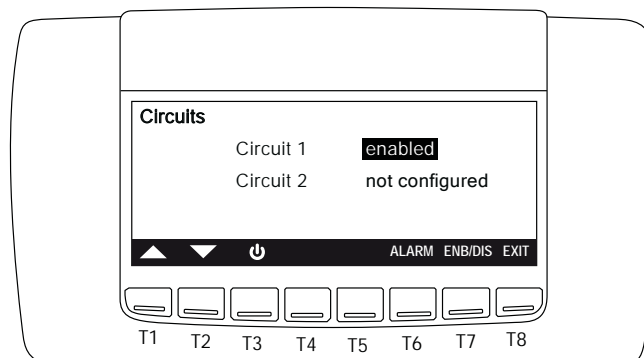 Circuits
Circuit 1 enabled
Circuit 2 not configured
ALARM ENB/DIS EXIT
T1 T2 T3 T4 T5 T6 T7 T8